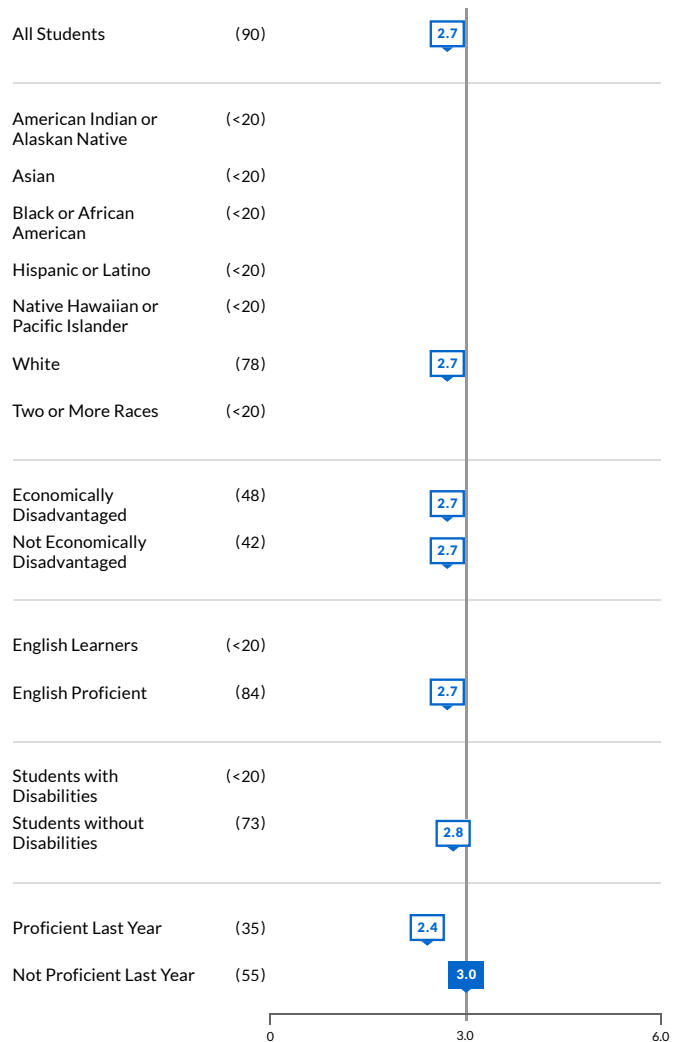 All Students (90) 2.7
American Indian or (<20)
Alaskan Native
Asian (<20)
Black or African (<20)
American
Hispanic or Latino (<20)
Native Hawaiian or (<20)
Pacific Islander
White (78) 2.7
Two or More Races (<20)
Economically (48) 2.7
Disadvantaged
Not Economically (42) 2.7
Disadvantaged
English Learners (<20)
English Proficient (84) 2.7
Students with (<20)
Disabilities
Students without (73) 2.8
Disabilities
Proficient Last Year (35) 2.4
Not Proficient Last Year (55) 3.0
0 3.0 6.0